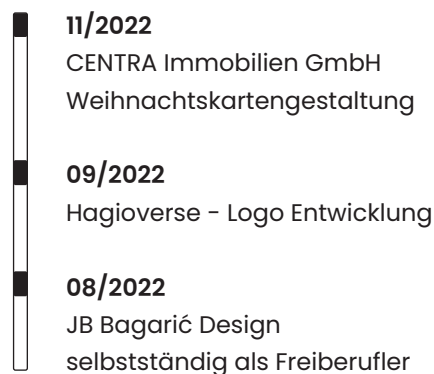 11/2022
CENTRA Immobilien GmbH
Weihnachtskartengestaltung
09/2022
Hagioverse - Logo Entwicklung
08/2022
JB Bagarić Design
selbstständig als Freiberufler